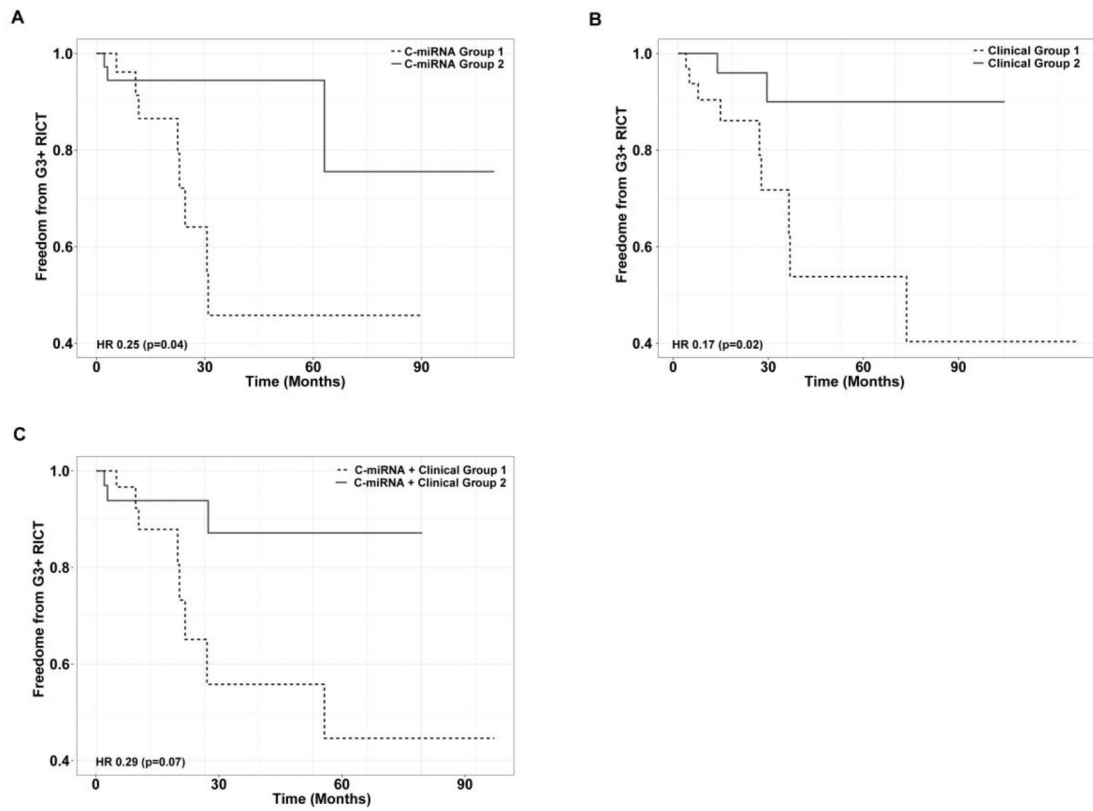 A
C-miRNA Group 1
C-miRNA Group 2
Freedom from G3+ RICT
1.0
0.8
0.6
0.4
HR 0.25 (p=0.04)
0 30 60 90
Time (Months)
B
Clinical Group 1
Clinical Group 2
Freedome from G3+ RICT
1.0
0.8
0.6
0.4
HR 0.17 (p=0.02)
0 30 60 90
Time (Months)
C
C-miRNA + Clinical Group 1
C-miRNA + Clinical Group 2
Freedome from G3+ RICT
1.0
0.8
0.6
0.4
HR 0.29 (p=0.07)
0 30 60 90
Time (Months)